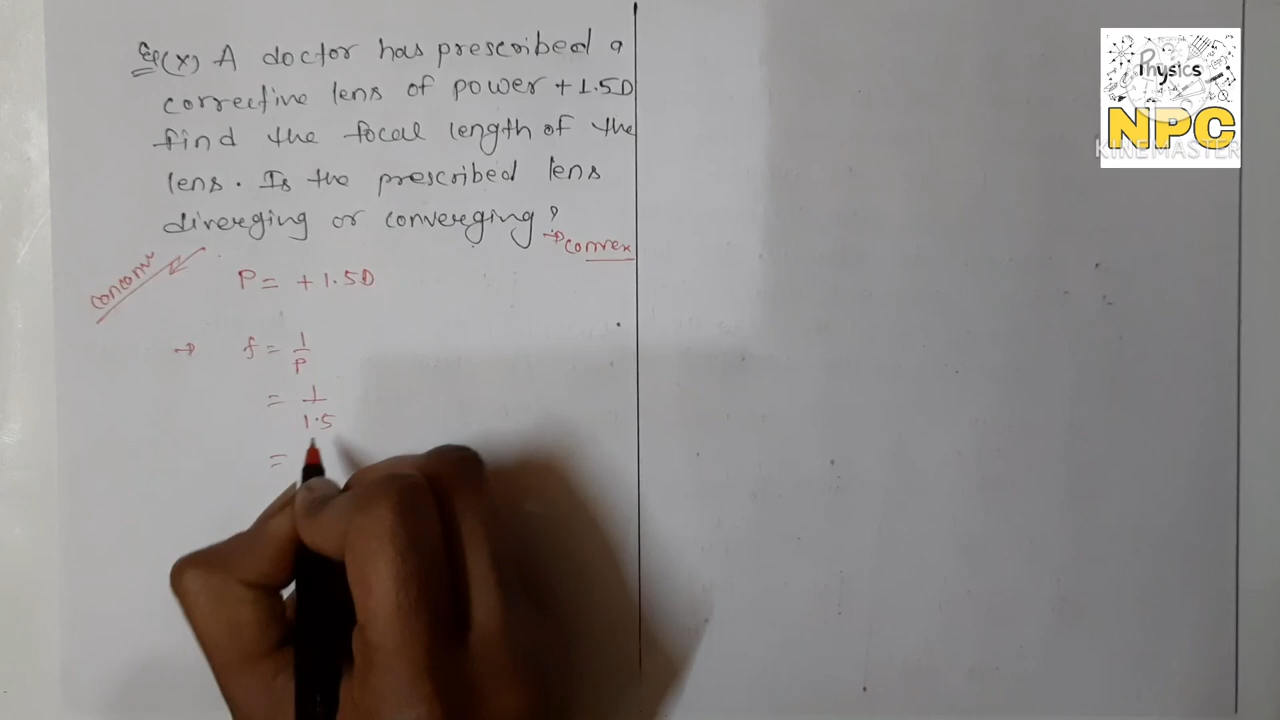 Eg(x) A doctor has prescribed a
corrective lens of power +1.5D
find the focal length of the
lens. Is the prescribed lens
diverging or converging?
→ convex
concave
P = +1.5D
→ f = 1/P
= 1/1.5
=
Physics
NPC
KINEMASTER